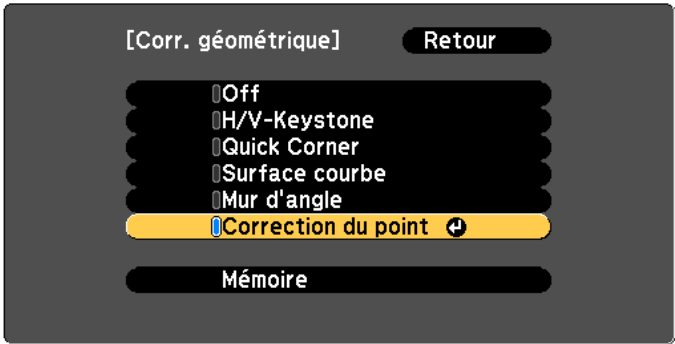 [Corr. géométrique] Retour
Off
H/V-Keystone
Quick Corner
Surface courbe
Mur d'angle
Correction du point
Mémoire